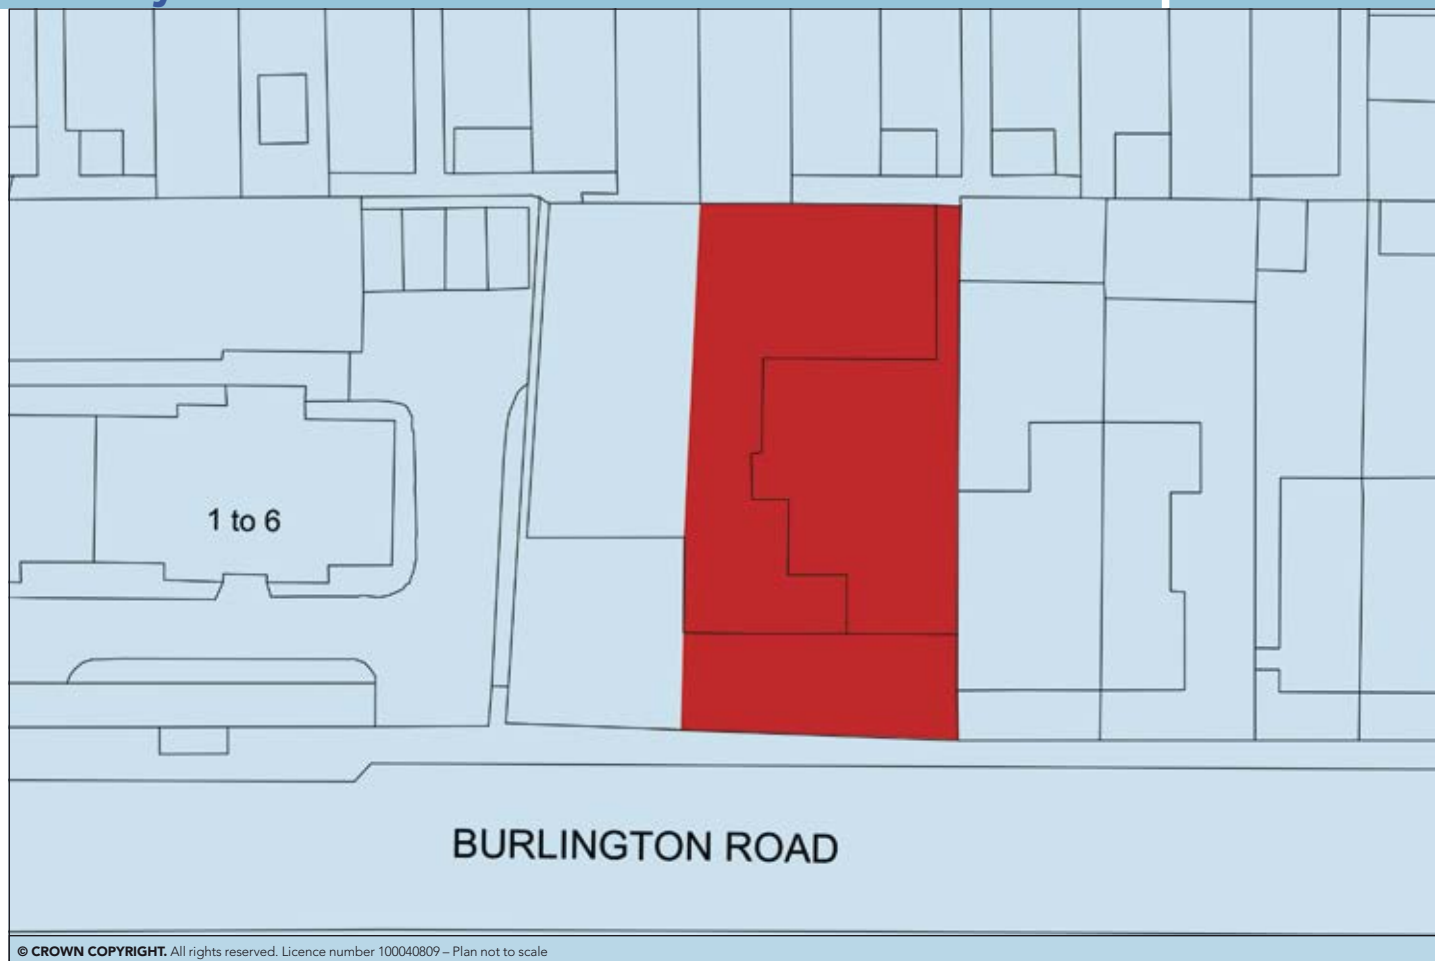 1 to 6
BURLINGTON ROAD
© CROWN COPYRIGHT. All rights reserved. Licence number 100040809 – Plan not to scale